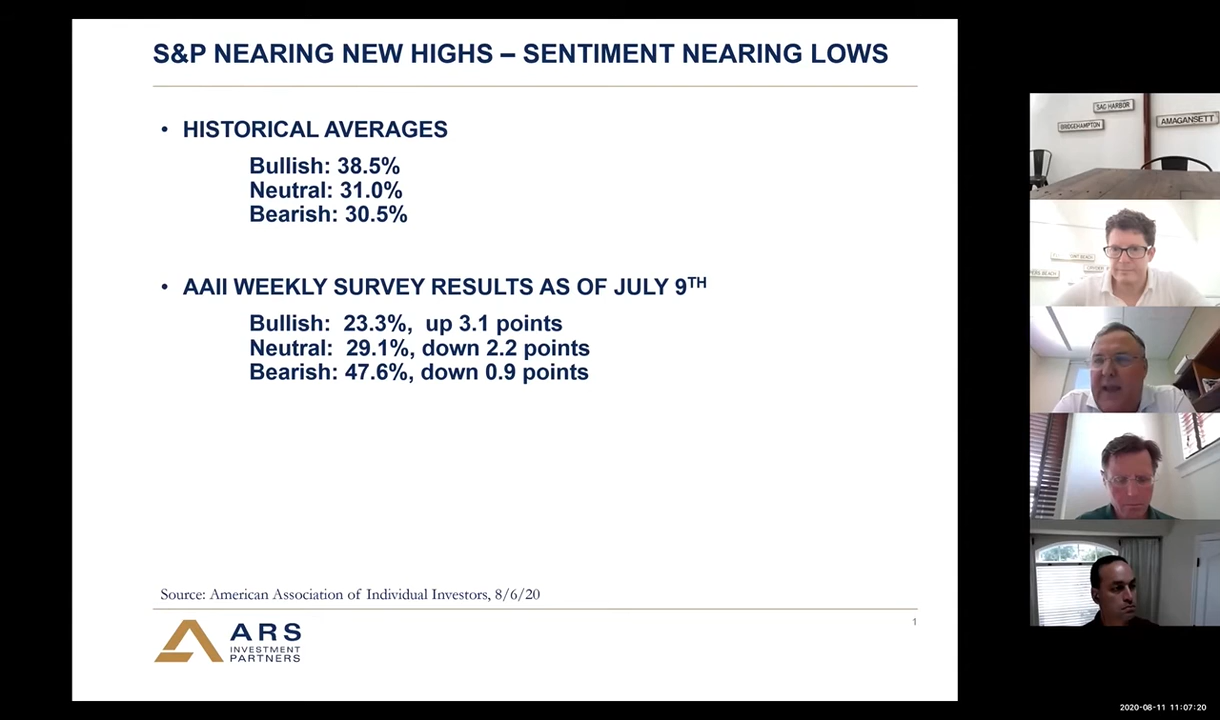 S&P NEARING NEW HIGHS – SENTIMENT NEARING LOWS
• HISTORICAL AVERAGES
Bullish: 38.5%
Neutral: 31.0%
Bearish: 30.5%
• AAII WEEKLY SURVEY RESULTS AS OF JULY 9TH
Bullish: 23.3%, up 3.1 points
Neutral: 29.1%, down 2.2 points
Bearish: 47.6%, down 0.9 points
Source: American Association of Individual Investors, 8/6/20
1
ARS
INVESTMENT
PARTNERS
SAG HARBOR
BRIDGEHAMPTON
AMAGANSETT
BEACH
BEACH
2020-08-11 11:07:20